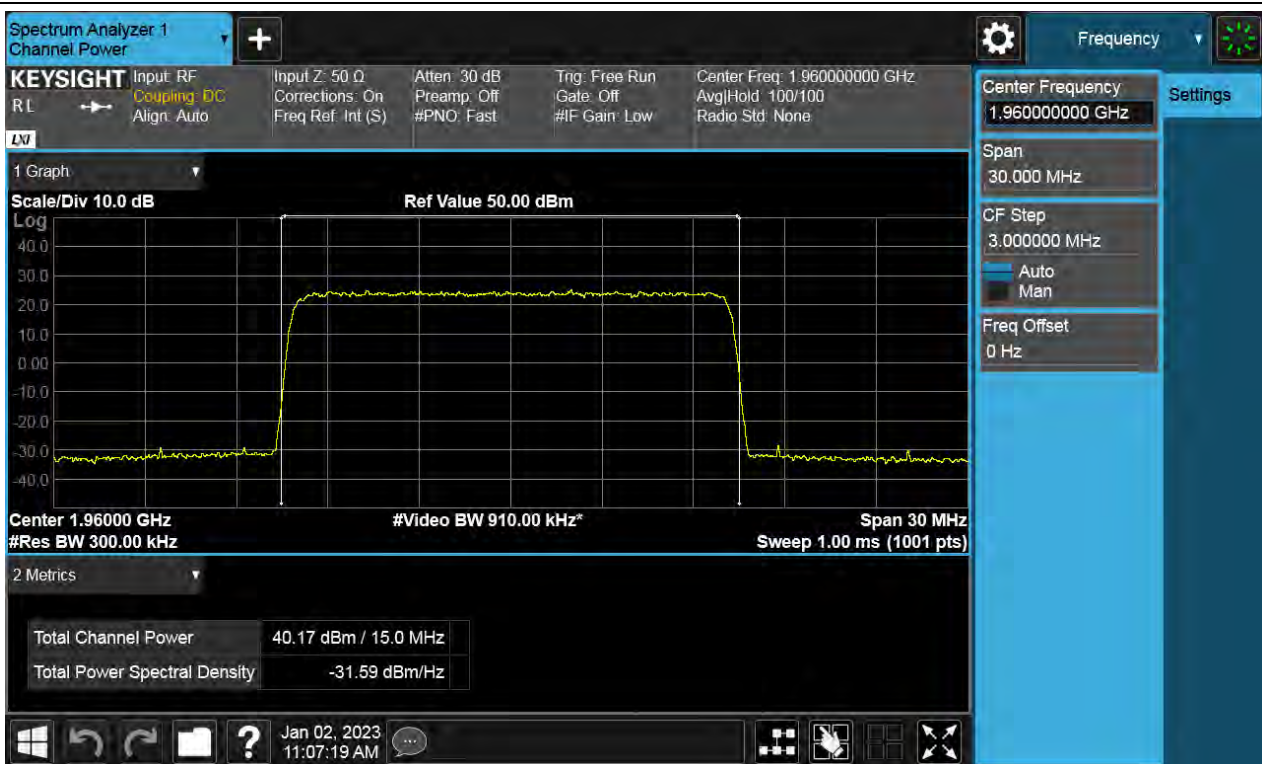 Spectrum Analyzer 1
Channel Power
+
Frequency
KEYSIGHT
R L
LXI
Input: RF
Coupling: DC
Align: Auto
Input Z: 50 Ω
Corrections: On
Freq Ref: Int (S)
Atten: 30 dB
Preamp: Off
#PNO: Fast
Trig: Free Run
Gate: Off
#IF Gain: Low
Center Freq: 1.960000000 GHz
Avg|Hold: 100/100
Radio Std: None
Center Frequency
1.960000000 GHz
Settings
Span
30.000 MHz
CF Step
3.000000 MHz
Auto
Man
Freq Offset
0 Hz
1 Graph
Scale/Div 10.0 dB
Ref Value 50.00 dBm
Log
40.0
30.0
20.0
10.0
0.00
-10.0
-20.0
-30.0
-40.0
Center 1.96000 GHz
#Video BW 910.00 kHz*
Span 30 MHz
#Res BW 300.00 kHz
Sweep 1.00 ms (1001 pts)
2 Metrics
Total Channel Power
40.17 dBm / 15.0 MHz
Total Power Spectral Density
-31.59 dBm/Hz
?
Jan 02, 2023
11:07:19 AM